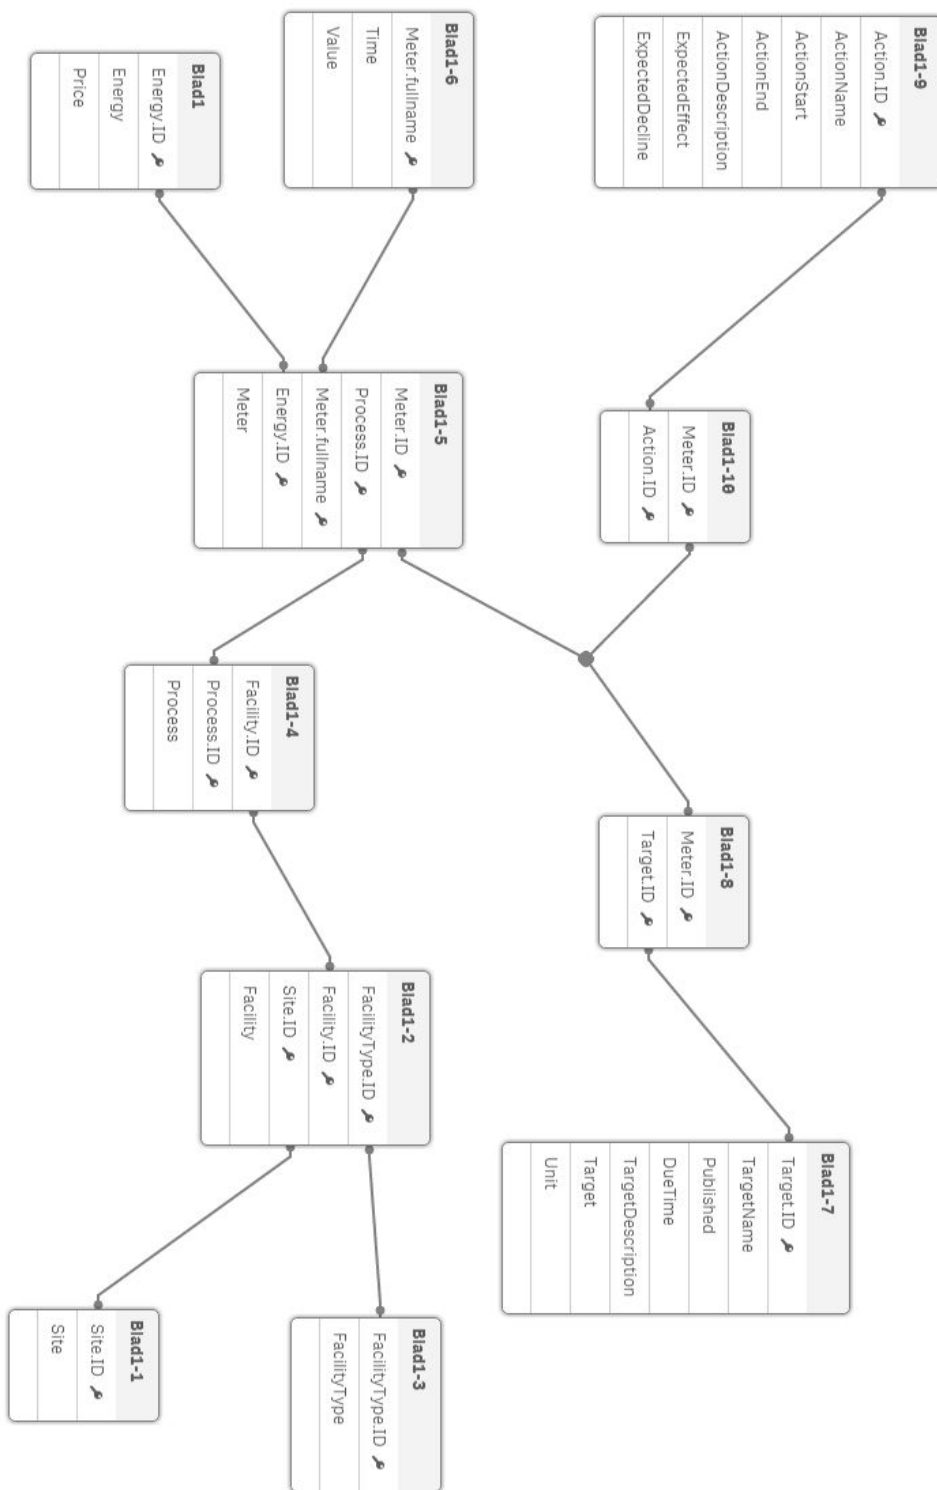 Blad1-9
Action.ID
ActionName
ActionStart
ActionEnd
ActionDescription
ExpectedEffect
ExpectedDecline
Blad1-6
Meter.fullname
Time
Value
Blad1
Energy.ID
Energy
Price
Blad1-10
Meter.ID
Action.ID
Blad1-5
Meter.ID
Process.ID
Meter.fullname
Energy.ID
Meter
Blad1-4
Facility.ID
Process.ID
Process
Blad1-8
Meter.ID
Target.ID
Blad1-2
FacilityType.ID
Facility.ID
Site.ID
Facility
Blad1-7
Target.ID
TargetName
Published
DueTime
TargetDescription
Target
Unit
Blad1-3
FacilityType.ID
FacilityType
Blad1-1
Site.ID
Site